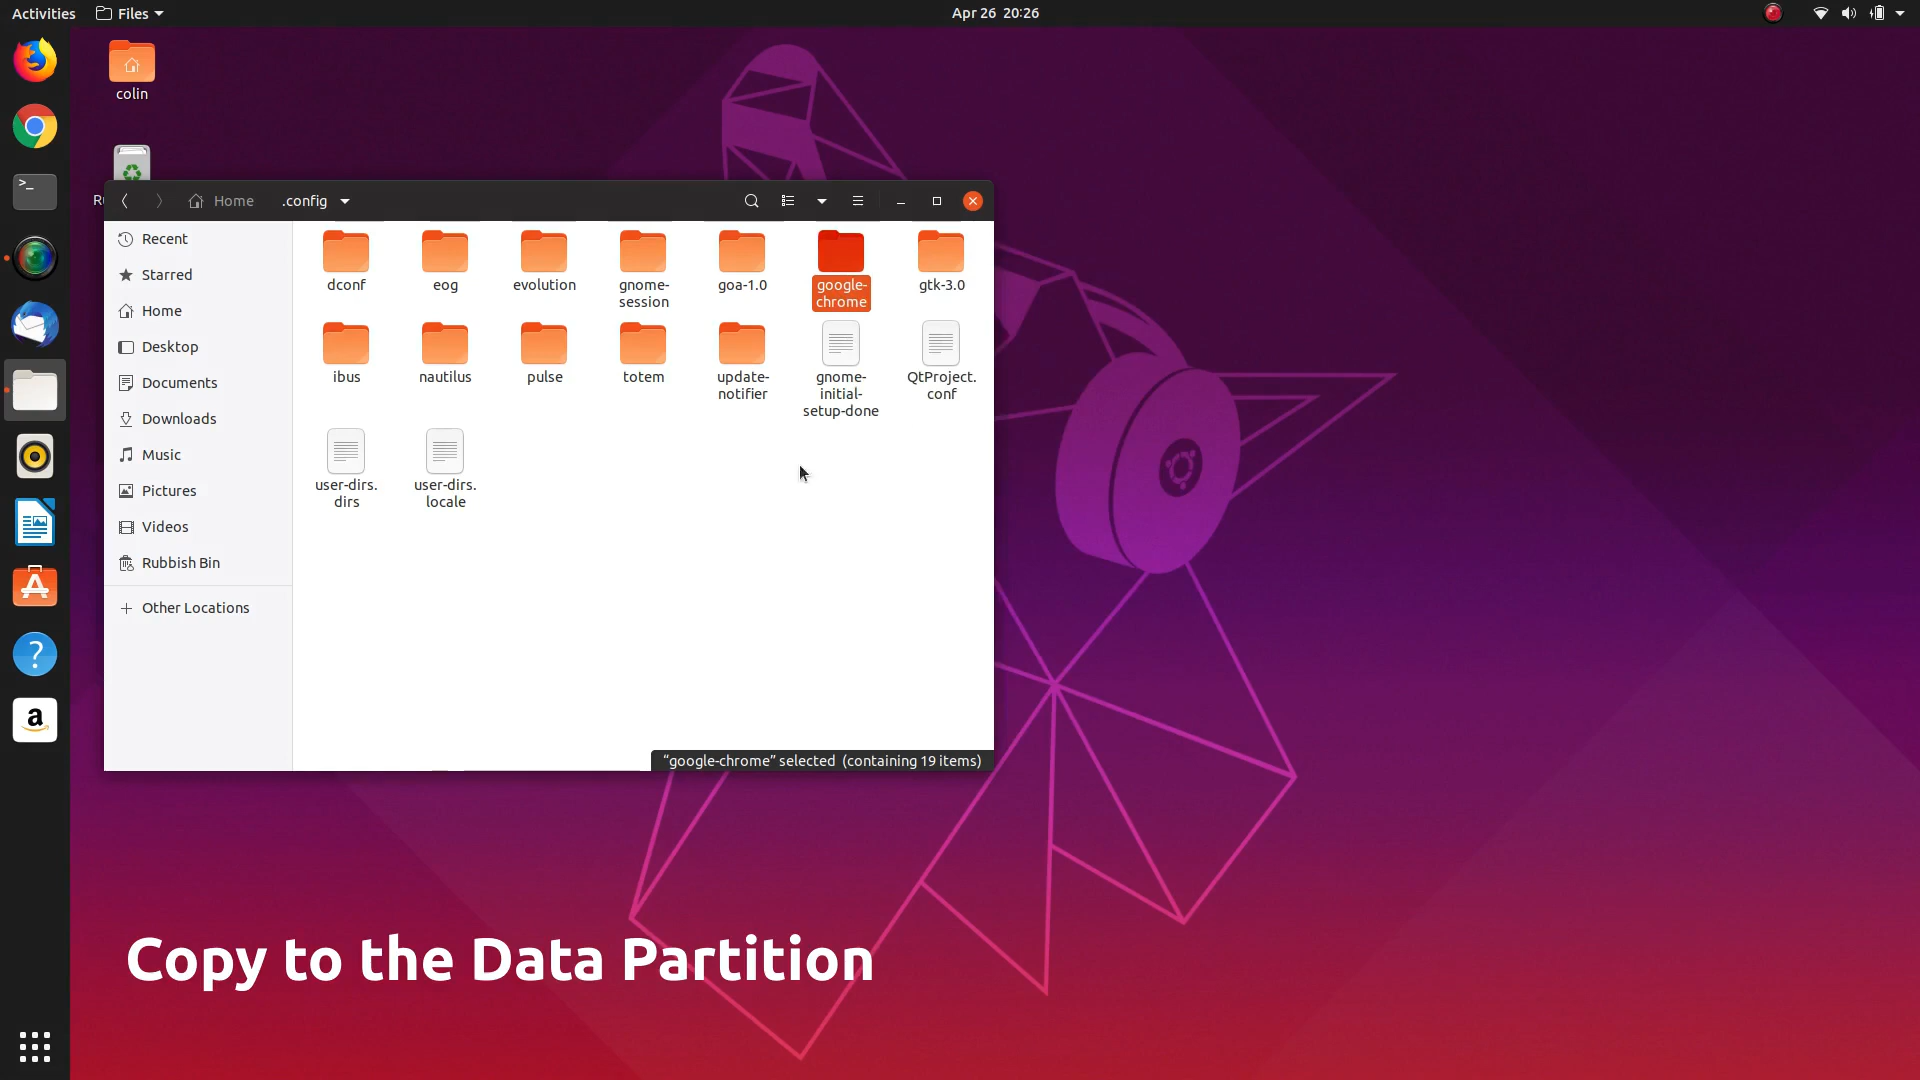 Activities
Files
Apr 26 20:26
colin
Ru
Home
.config
Recent
Starred
Home
Desktop
Documents
Downloads
Music
Pictures
Videos
Rubbish Bin
Other Locations
dconf
eog
evolution
gnome-
session
goa-1.0
google-
chrome
gtk-3.0
ibus
nautilus
pulse
totem
update-
notifier
gnome-
initial-
setup-done
QtProject.
conf
user-dirs.
dirs
user-dirs.
locale
“google-chrome” selected (containing 19 items)
Copy to the Data Partition